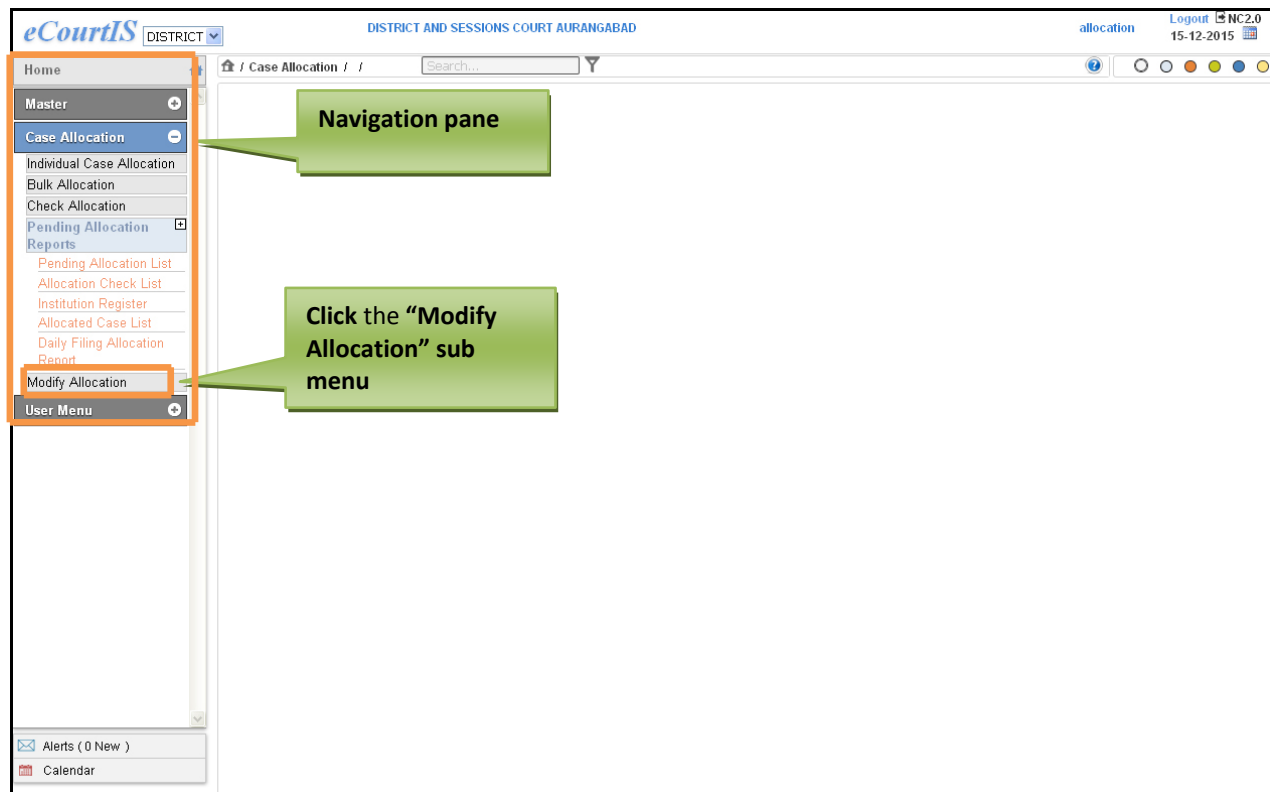 eCourtIS DISTRICT
DISTRICT AND SESSIONS COURT AURANGABAD
allocation
Logout NC2.0
15-12-2015
Home
/ Case Allocation / /
Search...
Master
Case Allocation
Individual Case Allocation
Bulk Allocation
Check Allocation
Pending Allocation
Reports
Pending Allocation List
Allocation Check List
Institution Register
Allocated Case List
Daily Filing Allocation
Report
Modify Allocation
User Menu
Navigation pane
Click the “Modify
Allocation” sub
menu
Alerts ( 0 New )
Calendar